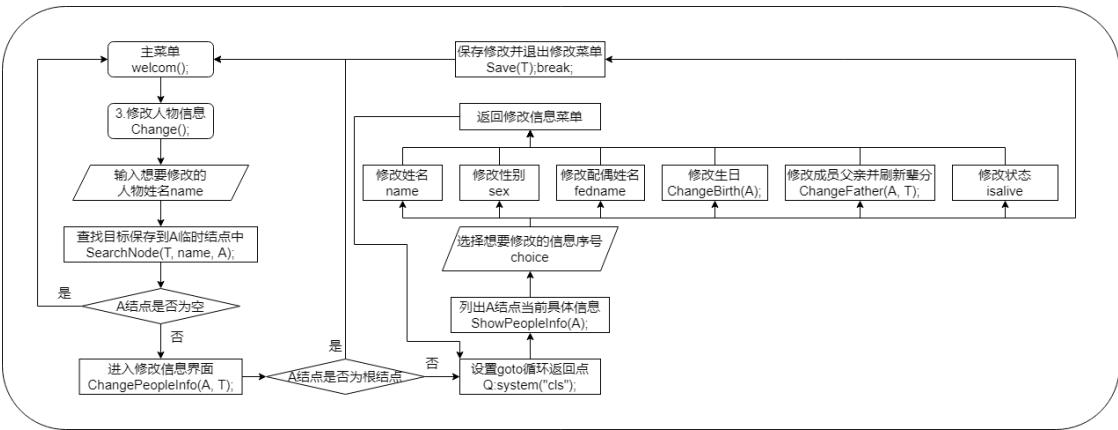 主菜单
welcom();
3.修改人物信息
Change();
输入想要修改的
人物姓名name
查找目标保存到A临时结点中
SearchNode(T, name, A);
是
A结点是否为空
否
进入修改信息界面
ChangePeopleInfo(A, T);
是
A结点是否为根结点
否
设置goto循环返回点
Q:system("cls");
列出A结点当前具体信息
ShowPeopleInfo(A);
选择想要修改的信息序号
choice
修改姓名
name
修改性别
sex
修改配偶姓名
fedname
修改生日
ChangeBirth(A);
修改成员父亲并刷新辈分
ChangeFather(A, T);
修改状态
isalive
返回修改信息菜单
保存修改并退出修改菜单
Save(T);break;